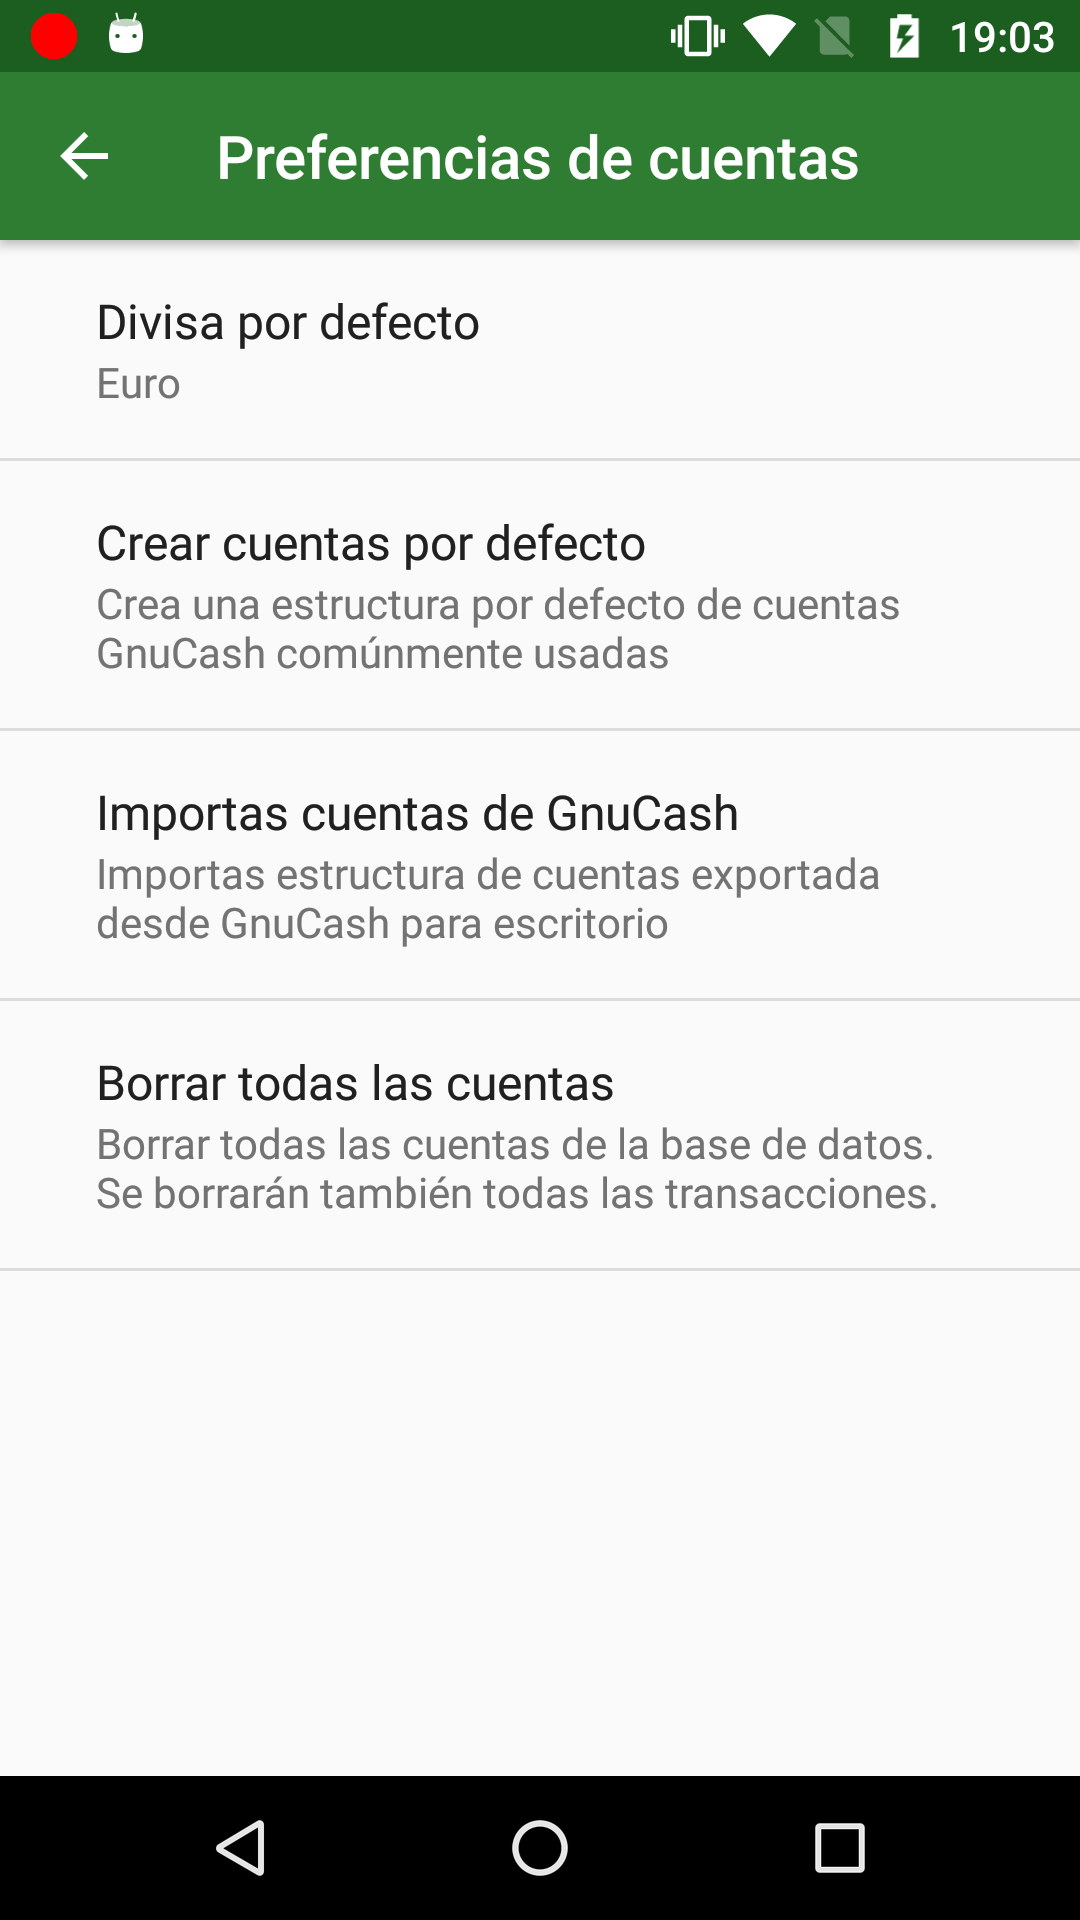 19:03
Preferencias de cuentas
Divisa por defecto
Euro
Crear cuentas por defecto
Crea una estructura por defecto de cuentas
GnuCash comúnmente usadas
Importas cuentas de GnuCash
Importas estructura de cuentas exportada
desde GnuCash para escritorio
Borrar todas las cuentas
Borrar todas las cuentas de la base de datos.
Se borrarán también todas las transacciones.